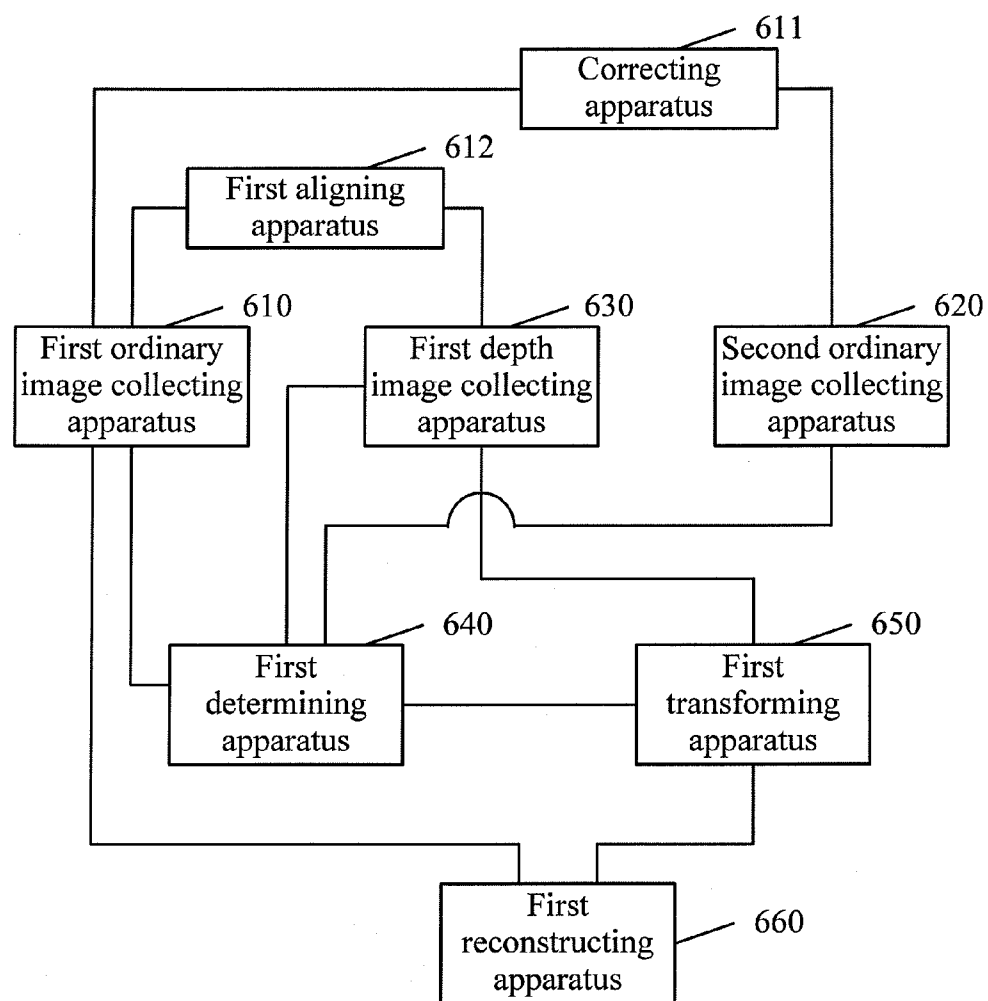 611
Correcting
apparatus
612
First aligning
apparatus
610
First ordinary
image collecting
apparatus
630
First depth
image collecting
apparatus
620
Second ordinary
image collecting
apparatus
640
First
determining
apparatus
650
First
transforming
apparatus
First
reconstructing
apparatus
660